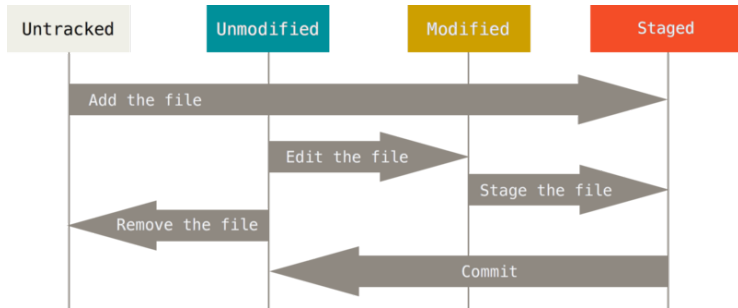 Untracked
Unmodified
Modified
Staged
Add the file
Edit the file
Stage the file
Remove the file
Commit